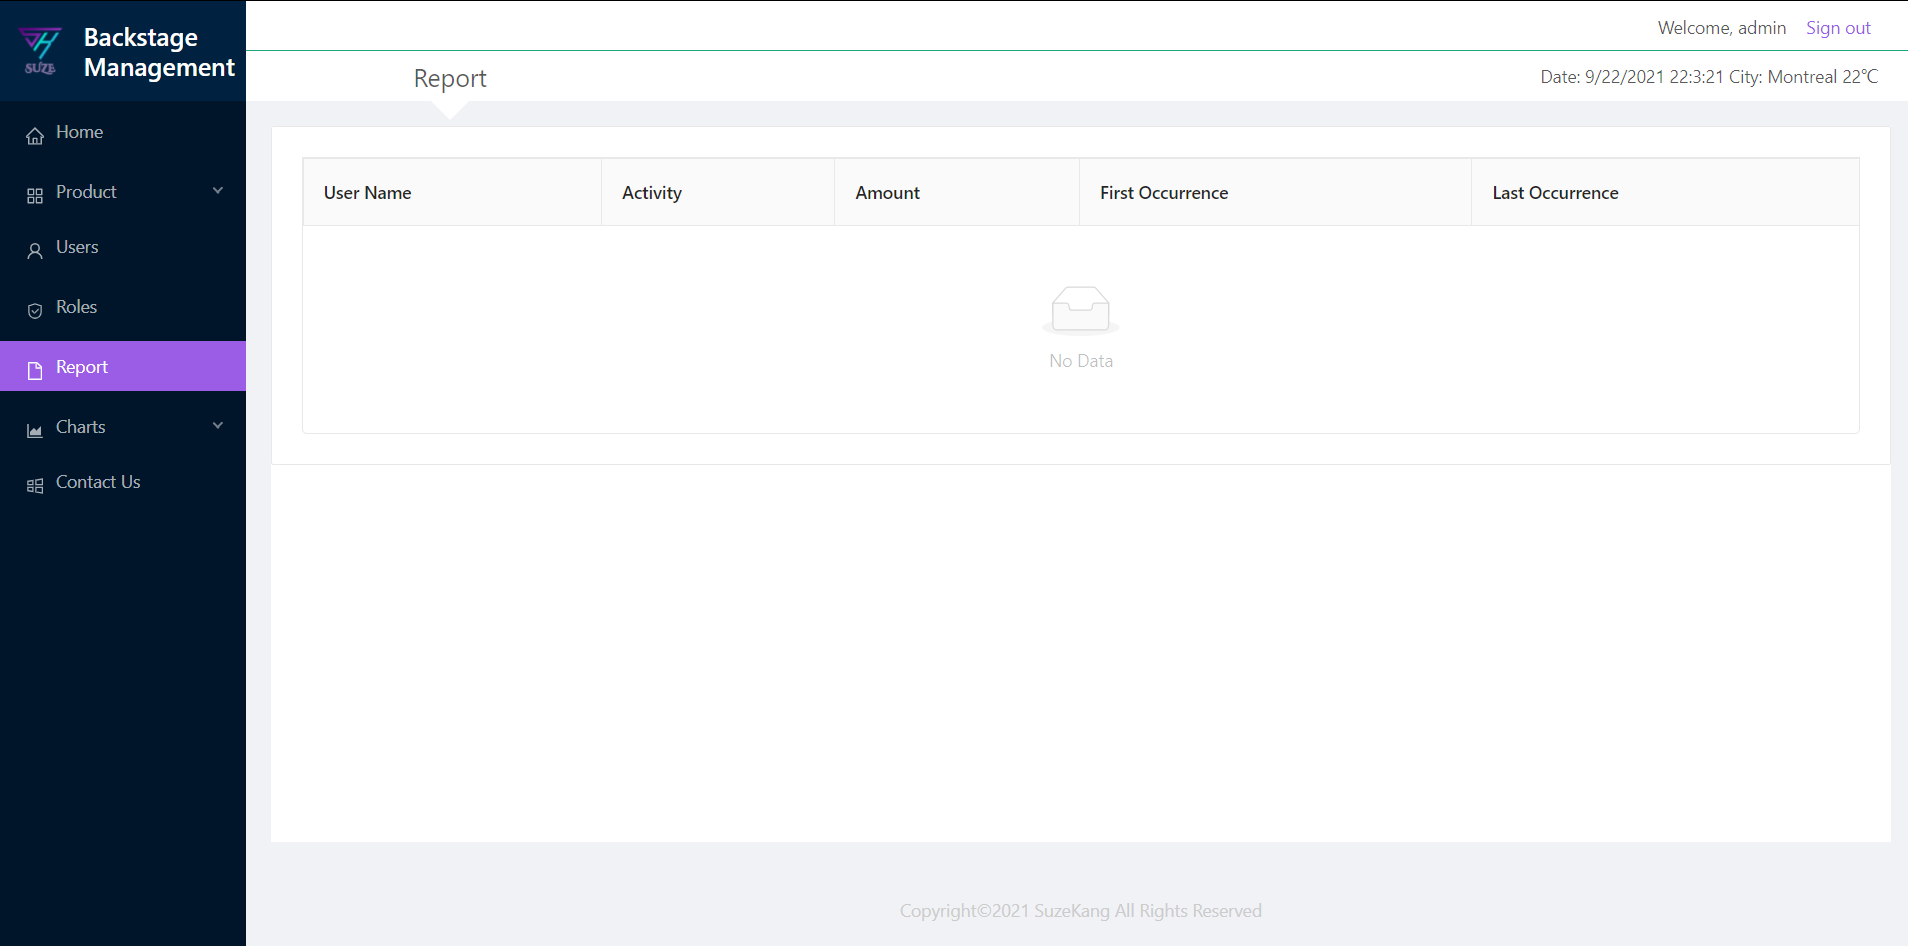 SUZE
Backstage
Management
Welcome, admin Sign out
Report
Date: 9/22/2021 22:3:21 City: Montreal 22℃
Home
Product
Users
Roles
Report
Charts
Contact Us
User Name Activity Amount First Occurrence Last Occurrence
No Data
Copyright©2021 SuzeKang All Rights Reserved